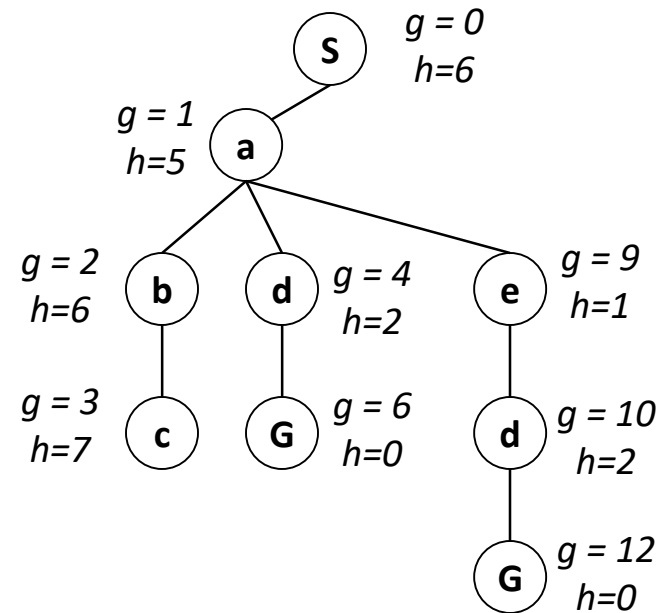 S
g = 0
h=6
g = 1
h=5
a
g = 2
h=6
b
d
g = 4
h=2
e
g = 9
h=1
g = 3
h=7
c
G
g = 6
h=0
d
g = 10
h=2
G
g = 12
h=0